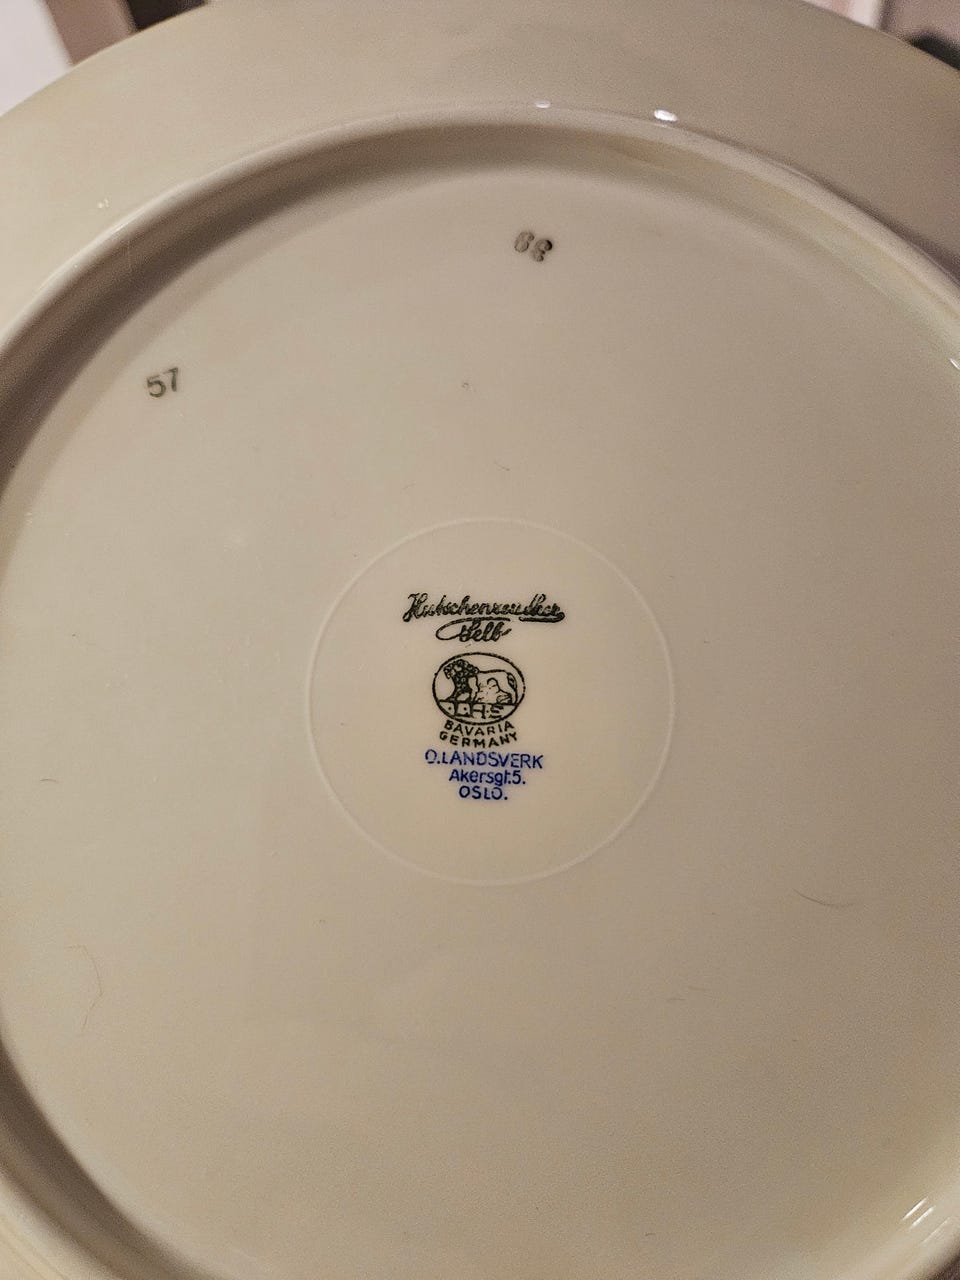 57
Hutschenreuther
Selb
L.H.S
BAVARIA
GERMANY
O.LANDSVERK
Akersgt.5.
OSLO.